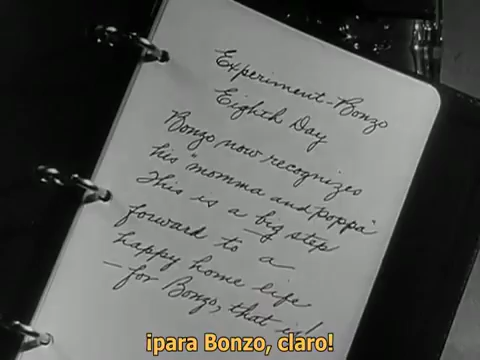 Experiment-Bonzo
Eighth Day
Bonzo now recognizes
his "momma and poppa"
This is a big step
forward to a
happy home life
— for Bonzo, that is!
¡para Bonzo, claro!